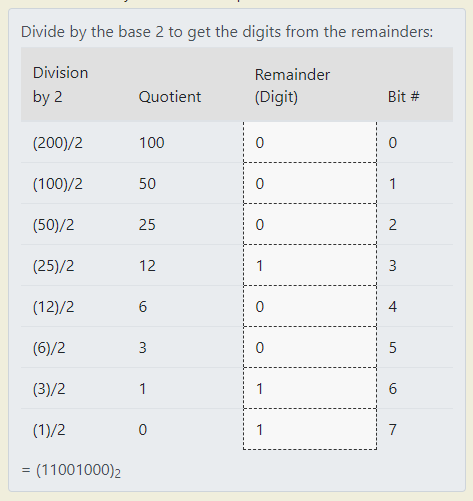 Divide by the base 2 to get the digits from the remainders:
Division by 2 Quotient Remainder (Digit) Bit #
(200)/2 100 0 0
(100)/2 50 0 1
(50)/2 25 0 2
(25)/2 12 1 3
(12)/2 6 0 4
(6)/2 3 0 5
(3)/2 1 1 6
(1)/2 0 1 7
= (11001000)2